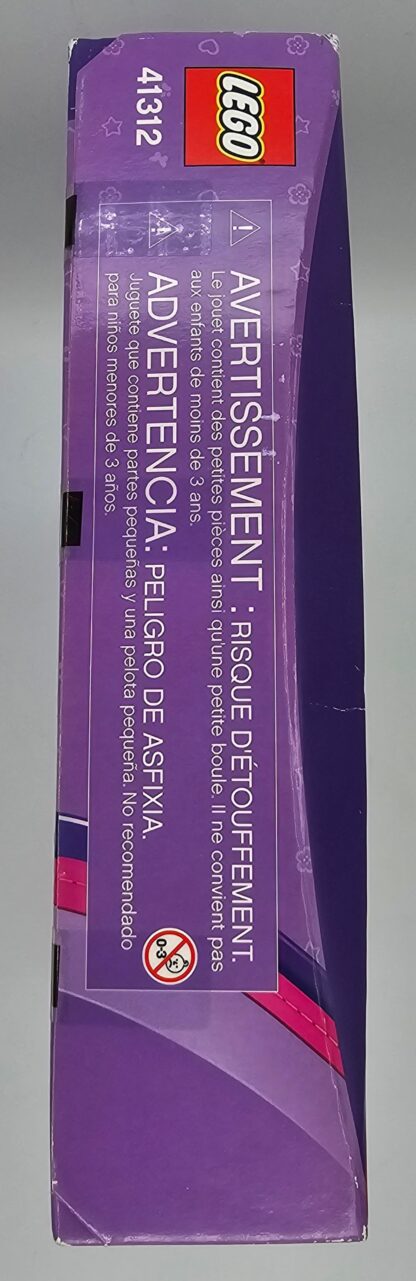 LEGO
41312
AVERTISSEMENT : RISQUE D'ÉTOUFFEMENT.
Le jouet contient des petites pièces ainsi qu'une petite boule. Il ne convient pas
aux enfants de moins de 3 ans.
ADVERTENCIA: PELIGRO DE ASFIXIA.
Juguete que contiene partes pequeñas y una pelota pequeña. No recomendado
para niños menores de 3 años.
0-3